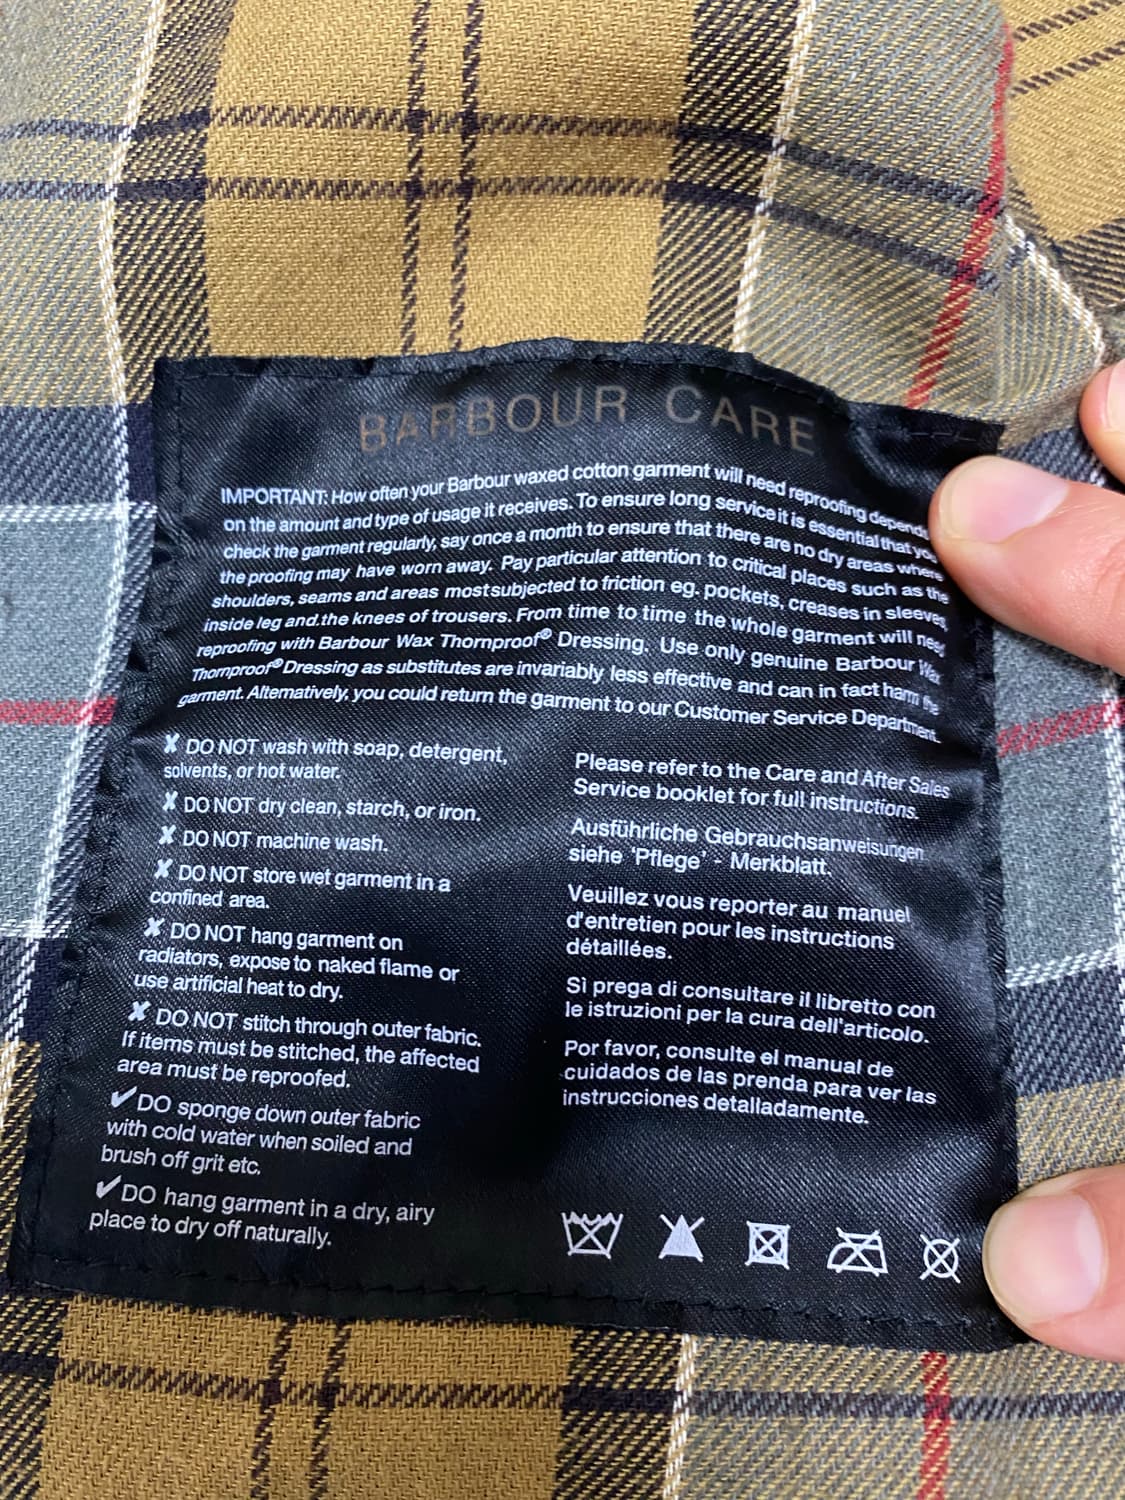 BARBOUR CARE
IMPORTANT: How often your Barbour waxed cotton garment will need reproofing depends
on the amount and type of usage it receives. To ensure long service it is essential that you
check the garment regularly, say once a month to ensure that there are no dry areas where
the proofing may have worn away. Pay particular attention to critical places such as the
shoulders, seams and areas most subjected to friction eg. pockets, creases in sleeves,
inside leg and the knees of trousers. From time to time the whole garment will need
reproofing with Barbour Wax Thornproof® Dressing. Use only genuine Barbour Wax
Thornproof® Dressing as substitutes are invariably less effective and can in fact harm the
garment. Alternatively, you could return the garment to our Customer Service Department.
✘ DO NOT wash with soap, detergent,
solvents, or hot water.
✘ DO NOT dry clean, starch, or iron.
✘ DO NOT machine wash.
✘ DO NOT store wet garment in a
confined area.
✘ DO NOT hang garment on
radiators, expose to naked flame or
use artificial heat to dry.
✘ DO NOT stitch through outer fabric.
If items must be stitched, the affected
area must be reproofed.
✔ DO sponge down outer fabric
with cold water when soiled and
brush off grit etc.
✔ DO hang garment in a dry, airy
place to dry off naturally.
Please refer to the Care and After Sales
Service booklet for full instructions.
Ausführliche Gebrauchsanweisungen
siehe 'Pflege' - Merkblatt.
Veuillez vous reporter au manuel
d'entretien pour les instructions
détaillées.
Sì prega di consultare il libretto con
le istruzioni per la cura dell'articolo.
Por favor, consulte el manual de
cuidados de las prenda para ver las
instrucciones detalladamente.